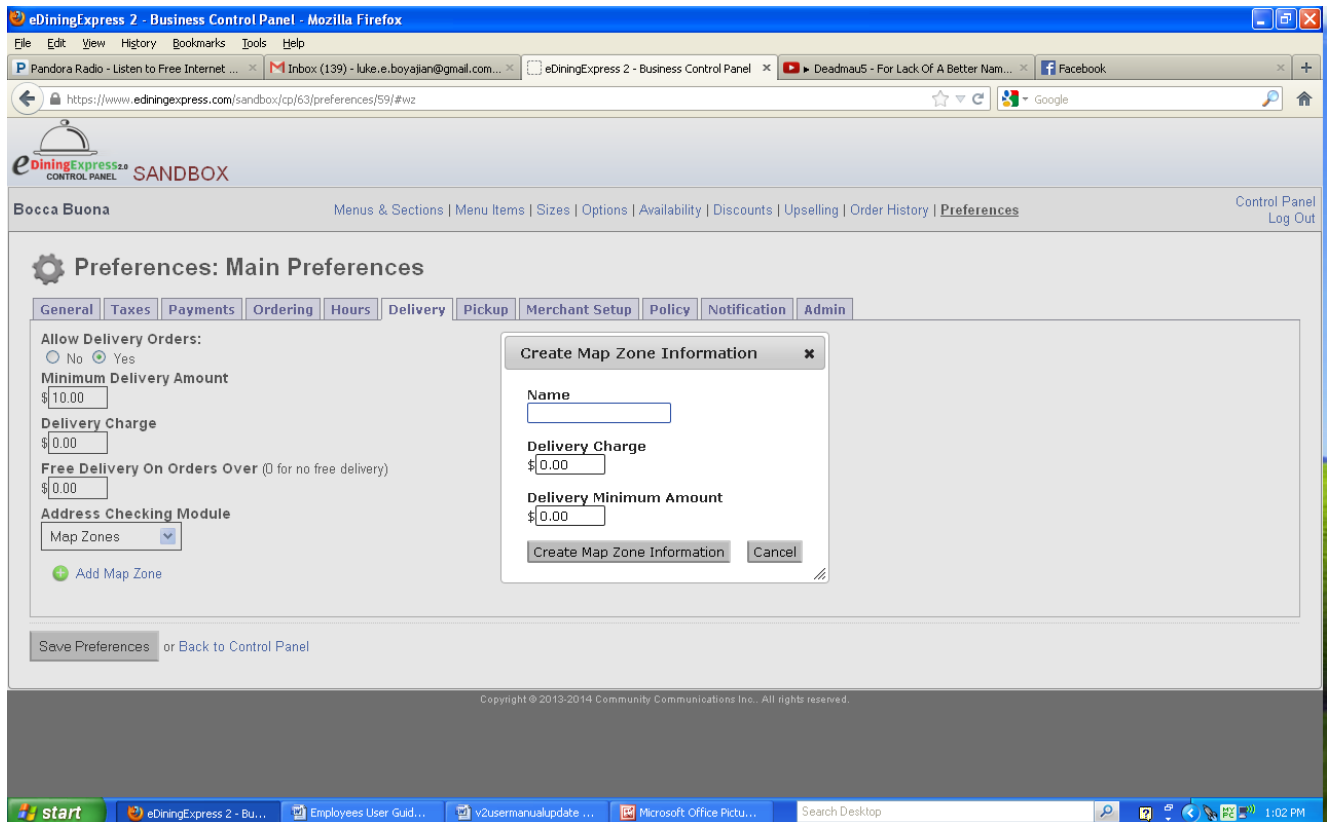 eDiningExpress 2 - Business Control Panel - Mozilla Firefox
File Edit View History Bookmarks Tools Help
Pandora Radio - Listen to Free Internet ... Inbox (139) - luke.e.boyajian@gmail.com... eDiningExpress 2 - Business Control Panel ► Deadmau5 - For Lack Of A Better Nam... Facebook
https://www.ediningexpress.com/sandbox/cp/63/preferences/59/#wz Google
eDiningExpress 2.0
CONTROL PANEL SANDBOX
Bocca Buona Menus & Sections | Menu Items | Sizes | Options | Availability | Discounts | Upselling | Order History | Preferences Control Panel
Log Out
Preferences: Main Preferences
General Taxes Payments Ordering Hours Delivery Pickup Merchant Setup Policy Notification Admin
Allow Delivery Orders:
No Yes
Minimum Delivery Amount
$ 10.00
Delivery Charge
$ 0.00
Free Delivery On Orders Over (0 for no free delivery)
$ 0.00
Address Checking Module
Map Zones
Add Map Zone
Create Map Zone Information
Name
Delivery Charge
$ 0.00
Delivery Minimum Amount
$ 0.00
Create Map Zone Information Cancel
Save Preferences or Back to Control Panel
Copyright © 2013-2014 Community Communications Inc.. All rights reserved.
start eDiningExpress 2 - Bu... Employees User Guid... v2usermanualupdate ... Microsoft Office Pictu... Search Desktop 1:02 PM